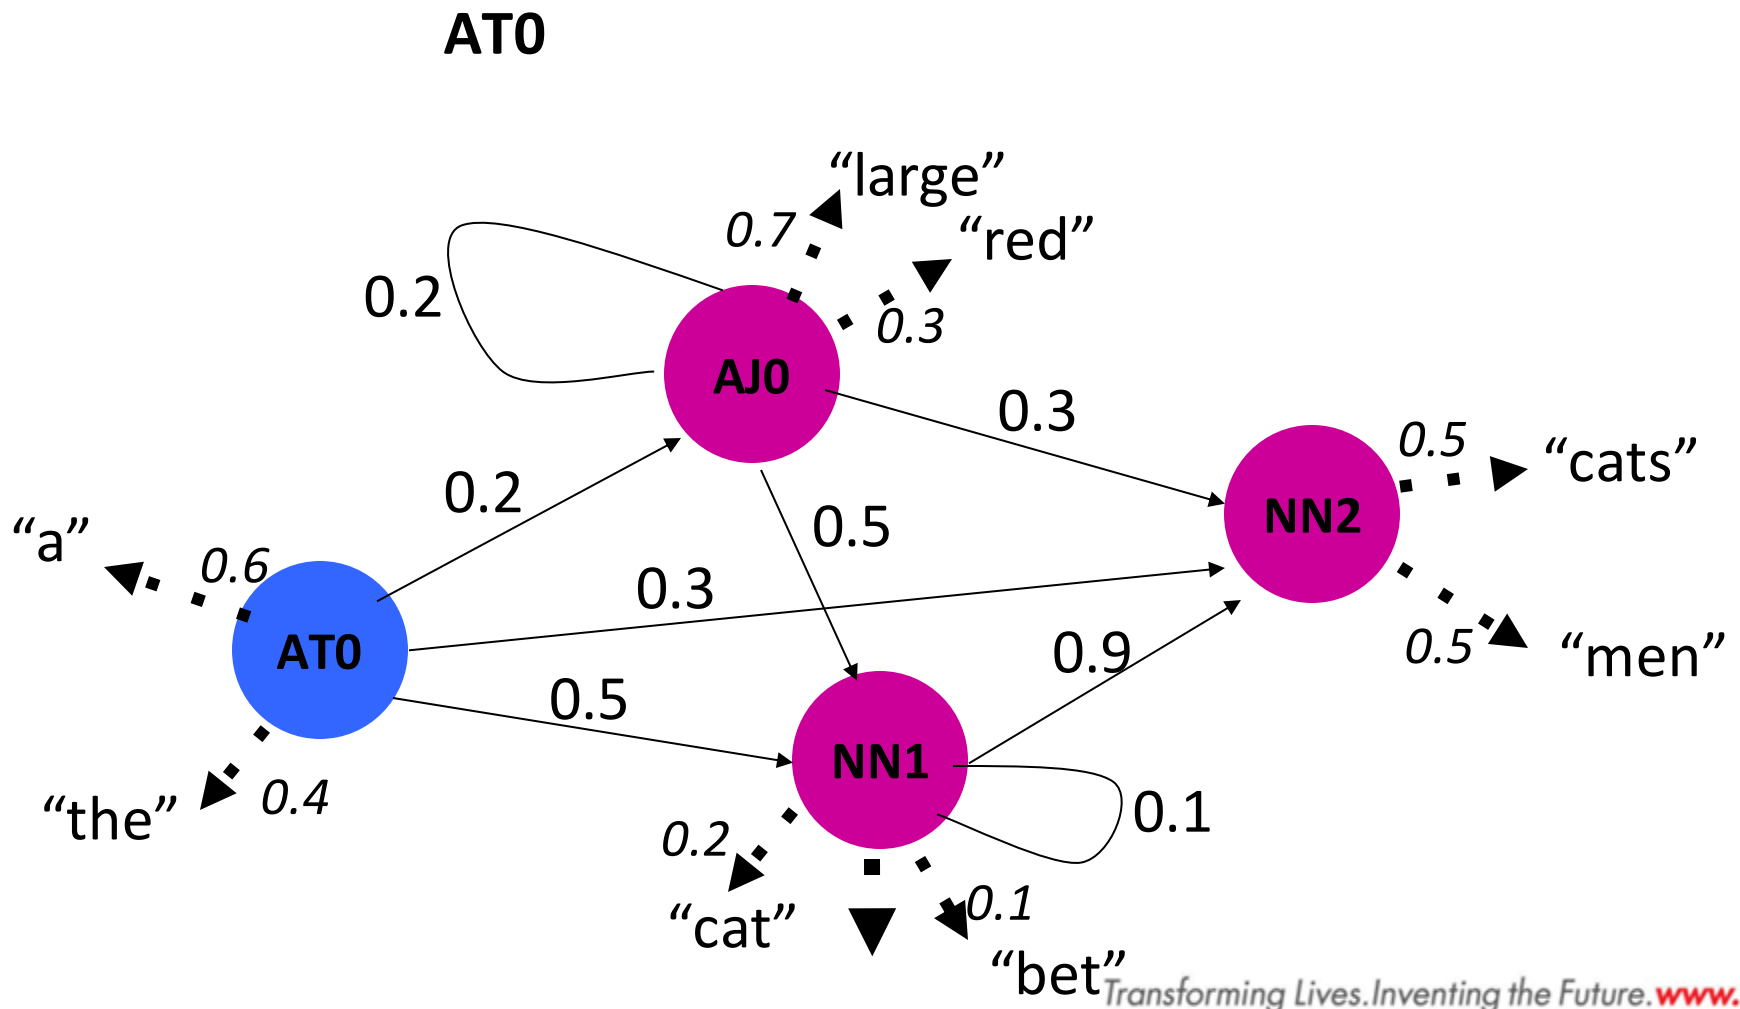 AT0
“large”
0.7
“red”
0.2
0.3
AJ0
0.3
0.5
“cats”
0.2
NN2
0.5
“a”
0.6
0.3
AT0
0.9
0.5
“men”
0.5
NN1
“the”
0.4
0.1
0.2
0.1
“cat”
“bet”
Transforming Lives.Inventing the Future.www.